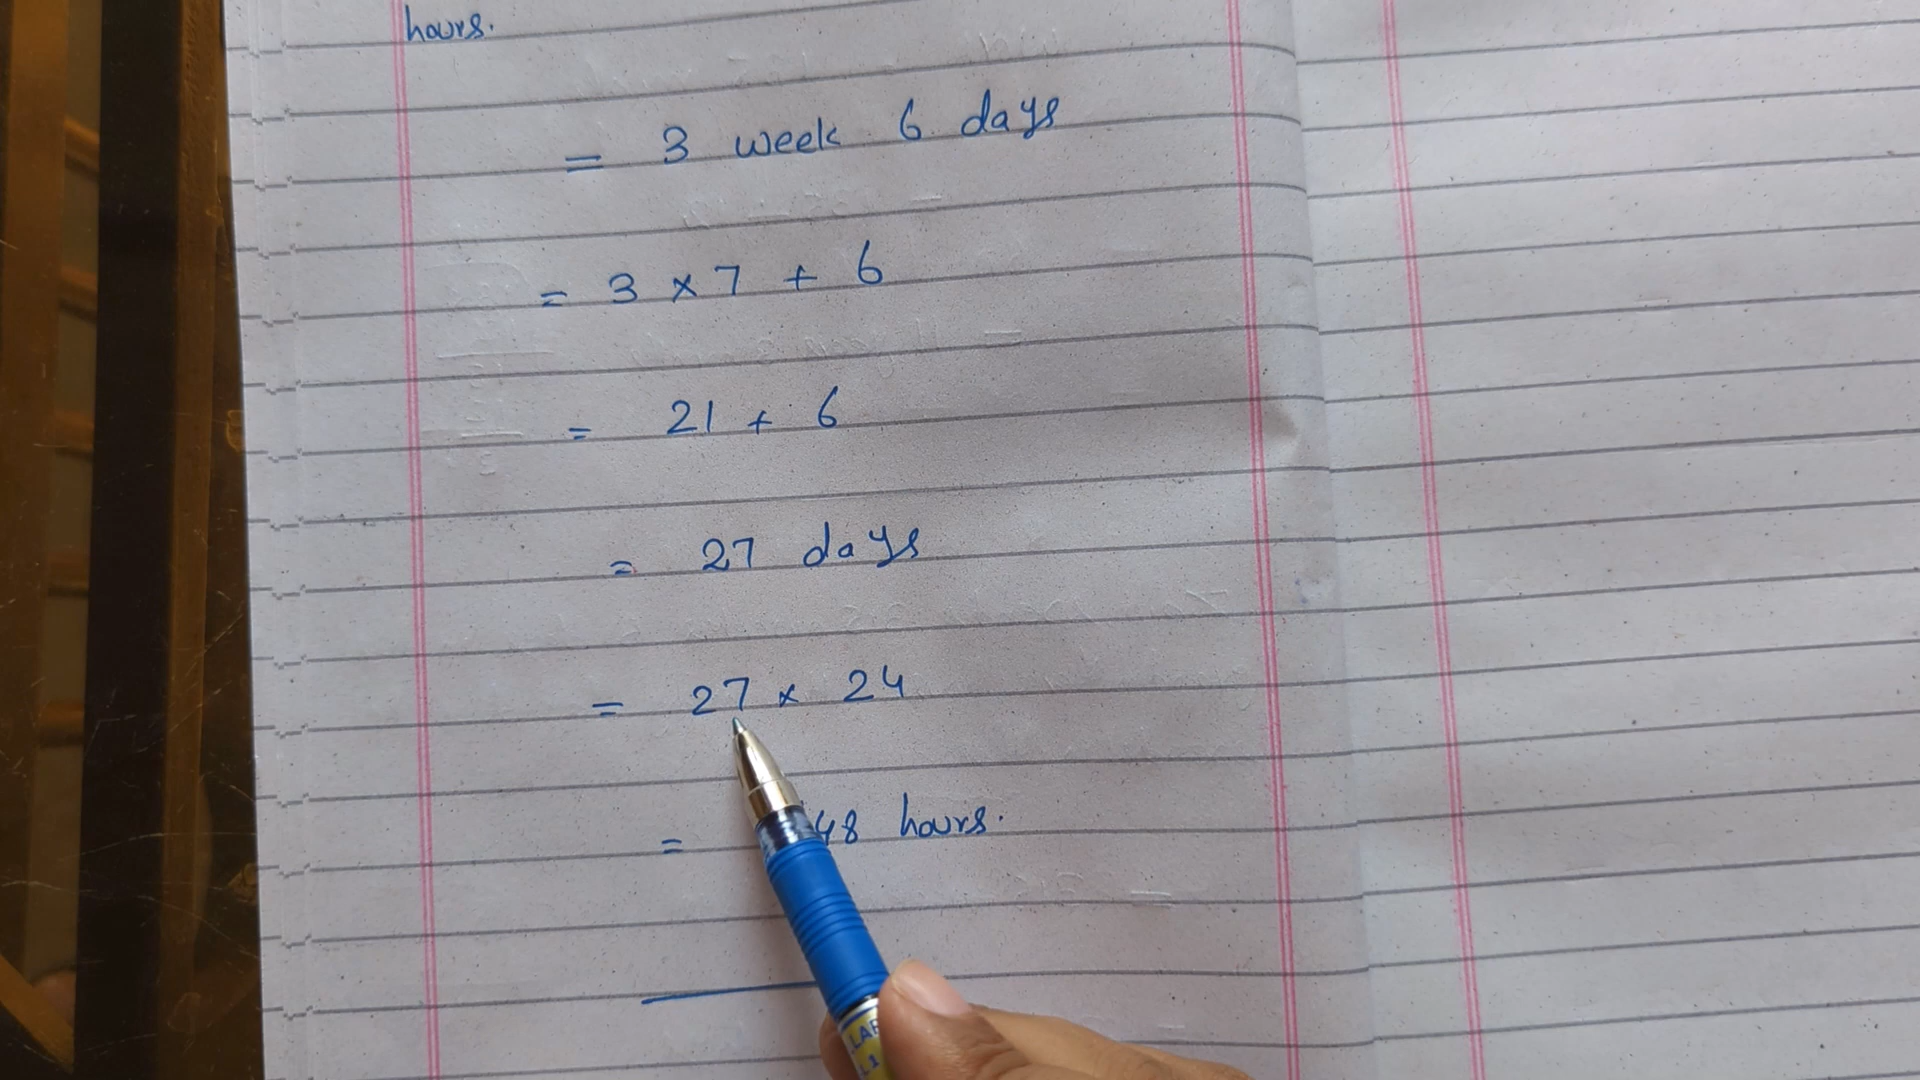 hours.
= 3 week 6 days
= 3 × 7 + 6
= 21 + 6
= 27 days
= 27 × 24
= 48 hours.